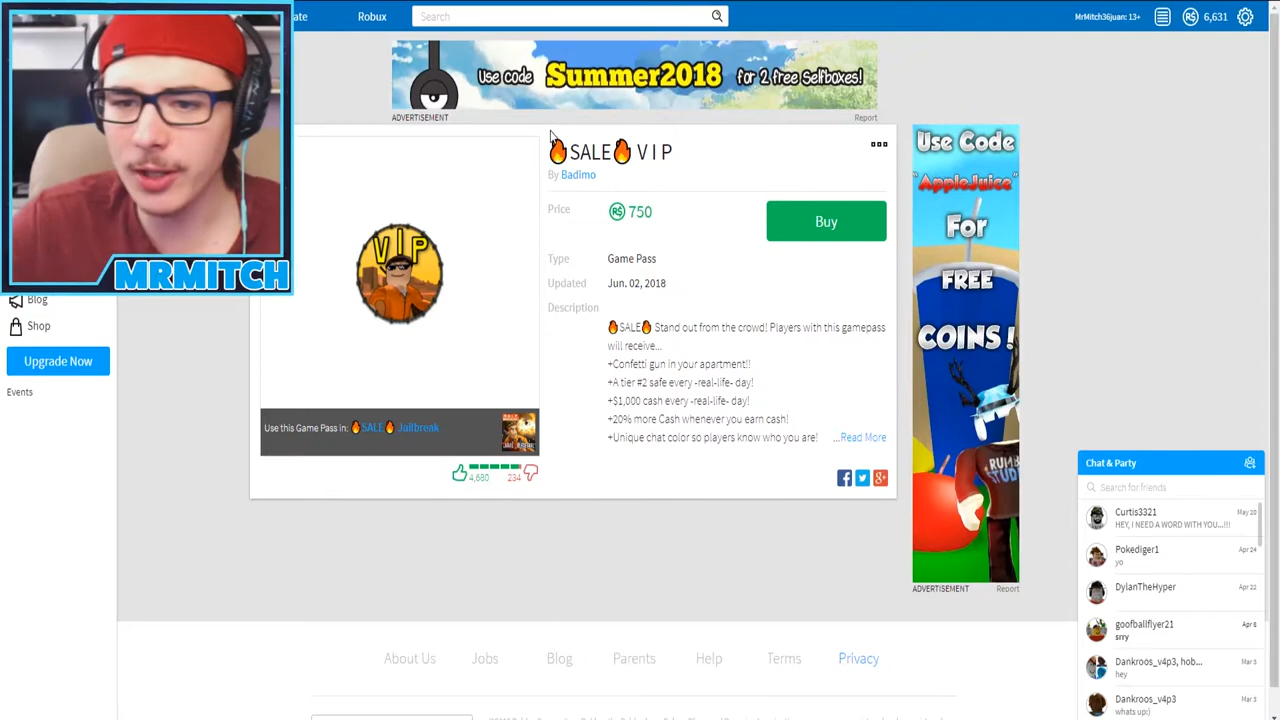 ate
Robux
Search
MrMitch36juan: 13+
6,631
Use code Summer2018 for 2 free Selfboxes!
ADVERTISEMENT
Report
🔥SALE🔥 V I P
By Badimo
Price
R$ 750
Buy
Type
Game Pass
Updated
Jun. 02, 2018
Description
🔥SALE🔥 Stand out from the crowd! Players with this gamepass
will receive...
+Confetti gun in your apartment!!
+A tier #2 safe every -real-life- day!
+$1,000 cash every -real-life- day!
+20% more Cash whenever you earn cash!
+Unique chat color so players know who you are!
...Read More
VIP
Use this Game Pass in: 🔥SALE🔥 Jailbreak
4,680
234
MRMITCH
Blog
Shop
Upgrade Now
Events
Use Code
"AppleJuice"
For
FREE
COINS!
RUMB
STUD
ADVERTISEMENT
Report
Chat & Party
Search for friends
Curtis3321
May 20
HEY, I NEED A WORD WITH YOU...!!!
Pokediger1
Apr 24
yo
DylanTheHyper
Apr 22
goofballflyer21
Apr 6
srry
Dankroos_v4p3, hob...
Mar 3
hey
Dankroos_v4p3
Mar 3
whats up:)
About Us
Jobs
Blog
Parents
Help
Terms
Privacy